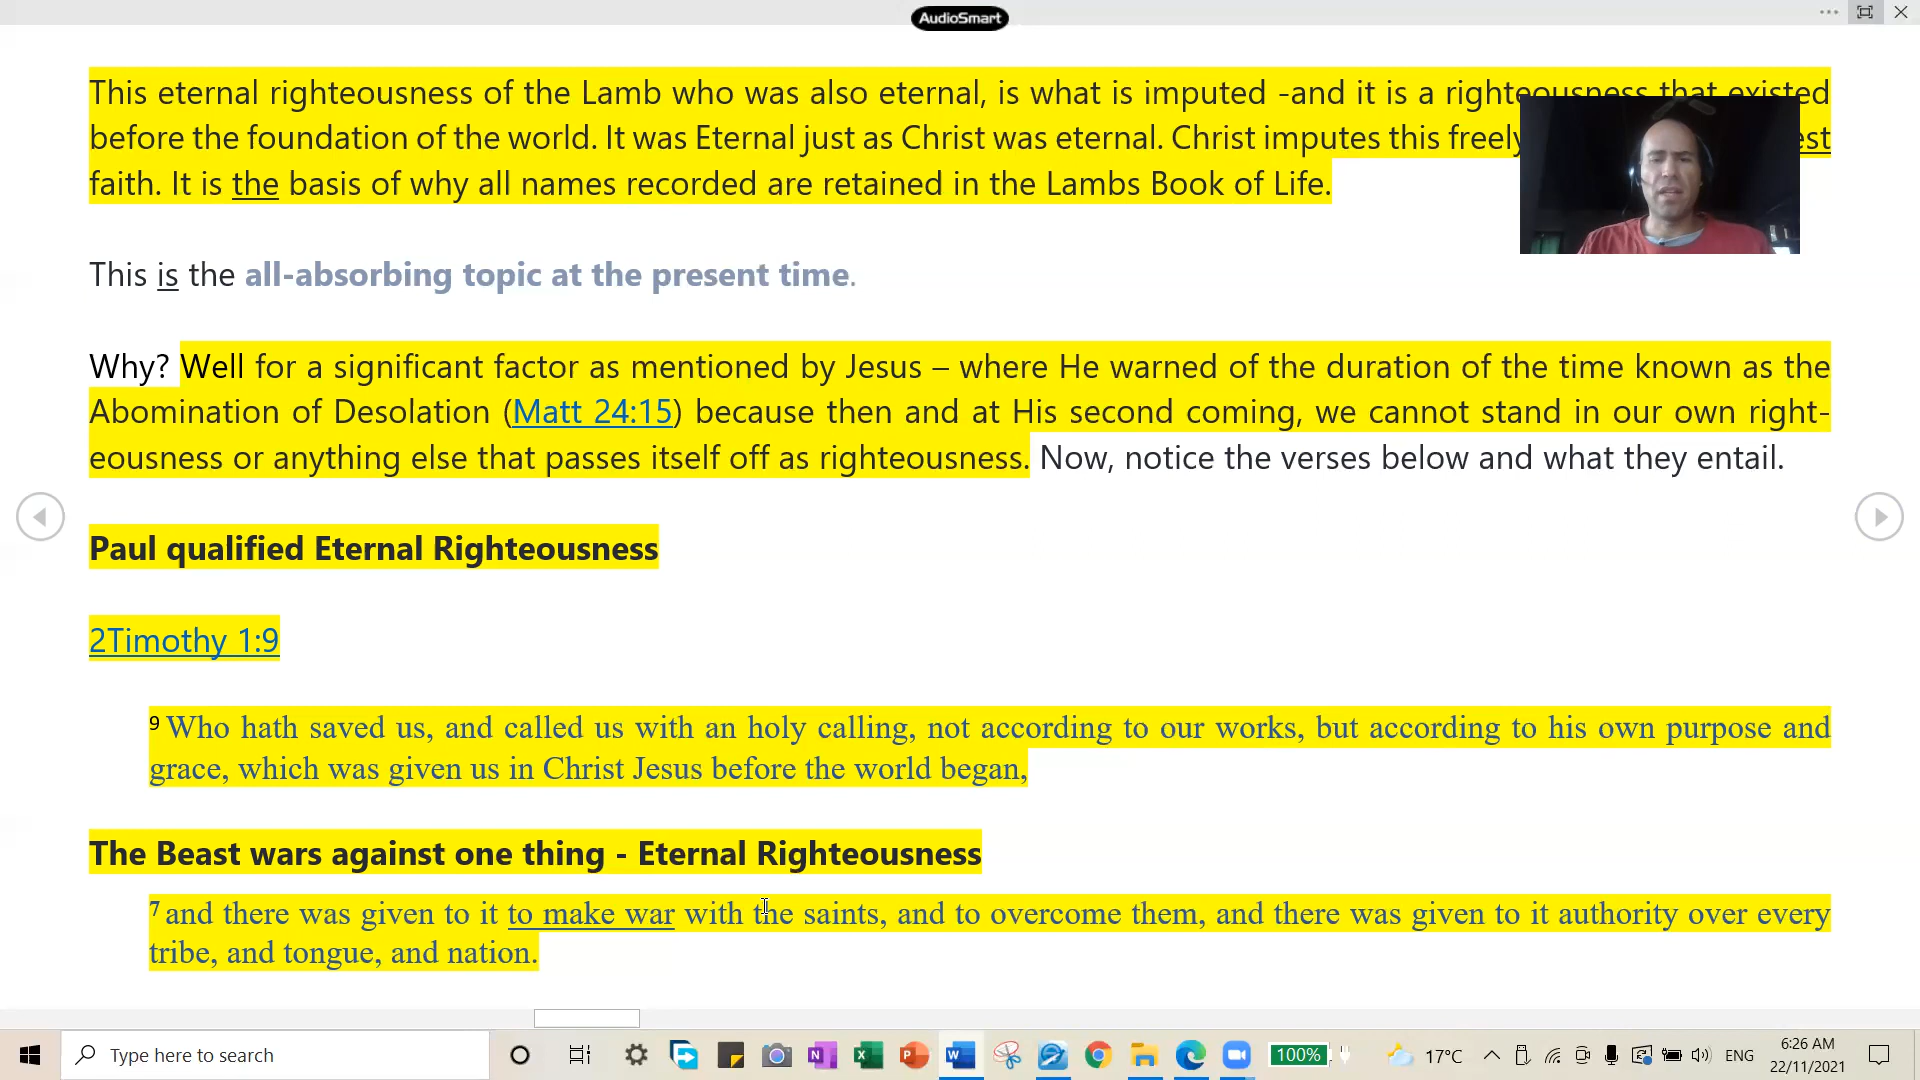 AudioSmart
This eternal righteousness of the Lamb who was also eternal, is what is imputed -and it is a righteousness that existed
before the foundation of the world. It was Eternal just as Christ was eternal. Christ imputes this freely
faith. It is the basis of why all names recorded are retained in the Lambs Book of Life.
This is the all-absorbing topic at the present time.
Why? Well for a significant factor as mentioned by Jesus – where He warned of the duration of the time known as the
Abomination of Desolation (Matt 24:15) because then and at His second coming, we cannot stand in our own right-
eousness or anything else that passes itself off as righteousness. Now, notice the verses below and what they entail.
Paul qualified Eternal Righteousness
2Timothy 1:9
9 Who hath saved us, and called us with an holy calling, not according to our works, but according to his own purpose and
grace, which was given us in Christ Jesus before the world began,
The Beast wars against one thing - Eternal Righteousness
7 and there was given to it to make war with the saints, and to overcome them, and there was given to it authority over every
tribe, and tongue, and nation.
Type here to search
100%
17°C
ENG
6:26 AM
22/11/2021